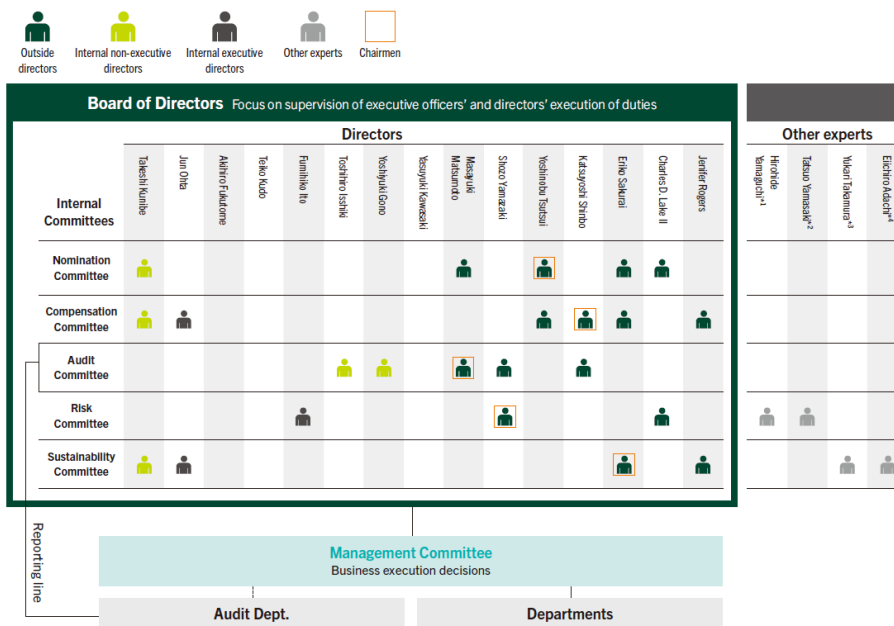 Outside directors
Internal non-executive directors
Internal executive directors
Other experts
Chairmen
Board of Directors Focus on supervision of executive officers' and directors' execution of duties
Directors
Other experts
Internal Committees
Takeshi Kunibe
Jun Ohta
Akihiro Fukutome
Teiko Kudo
Fumihiko Ito
Toshihiro Isshiki
Yoshiyuki Gono
Yasuyuki Kawasaki
Masayuki Matsumoto
Shozo Yamazaki
Yoshinobu Tsutsui
Katsuyoshi Shinbo
Eriko Sakurai
Charles D. Lake II
Jenifer Rogers
Hirohide Yamaguchi*1
Tatsuo Yamasaki*2
Yukari Takamura*3
Eiichiro Adachi*4
Nomination Committee
Compensation Committee
Audit Committee
Risk Committee
Sustainability Committee
Reporting line
Management Committee
Business execution decisions
Audit Dept.
Departments